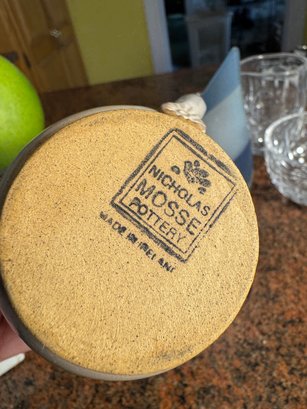 NICHOLAS
MOSSE
POTTERY
MADE IN IRELAND